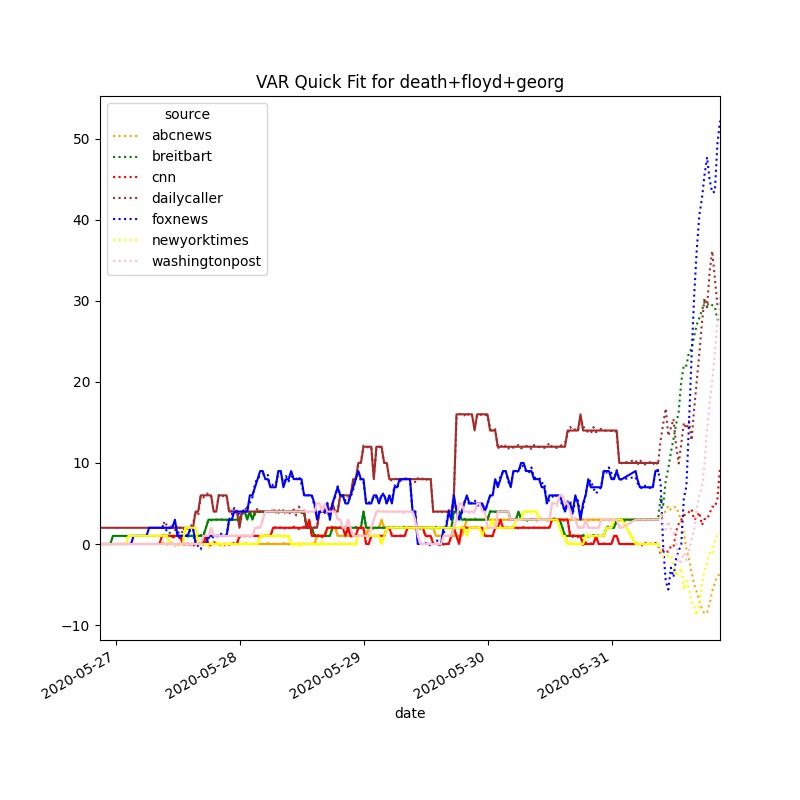 VAR Quick Fit for death+floyd+georg
source
abcnews
breitbart
cnn
dailycaller
foxnews
newyorktimes
washingtonpost
50
40
30
20
10
0
−10
2020-05-27
2020-05-28
2020-05-29
2020-05-30
2020-05-31
date